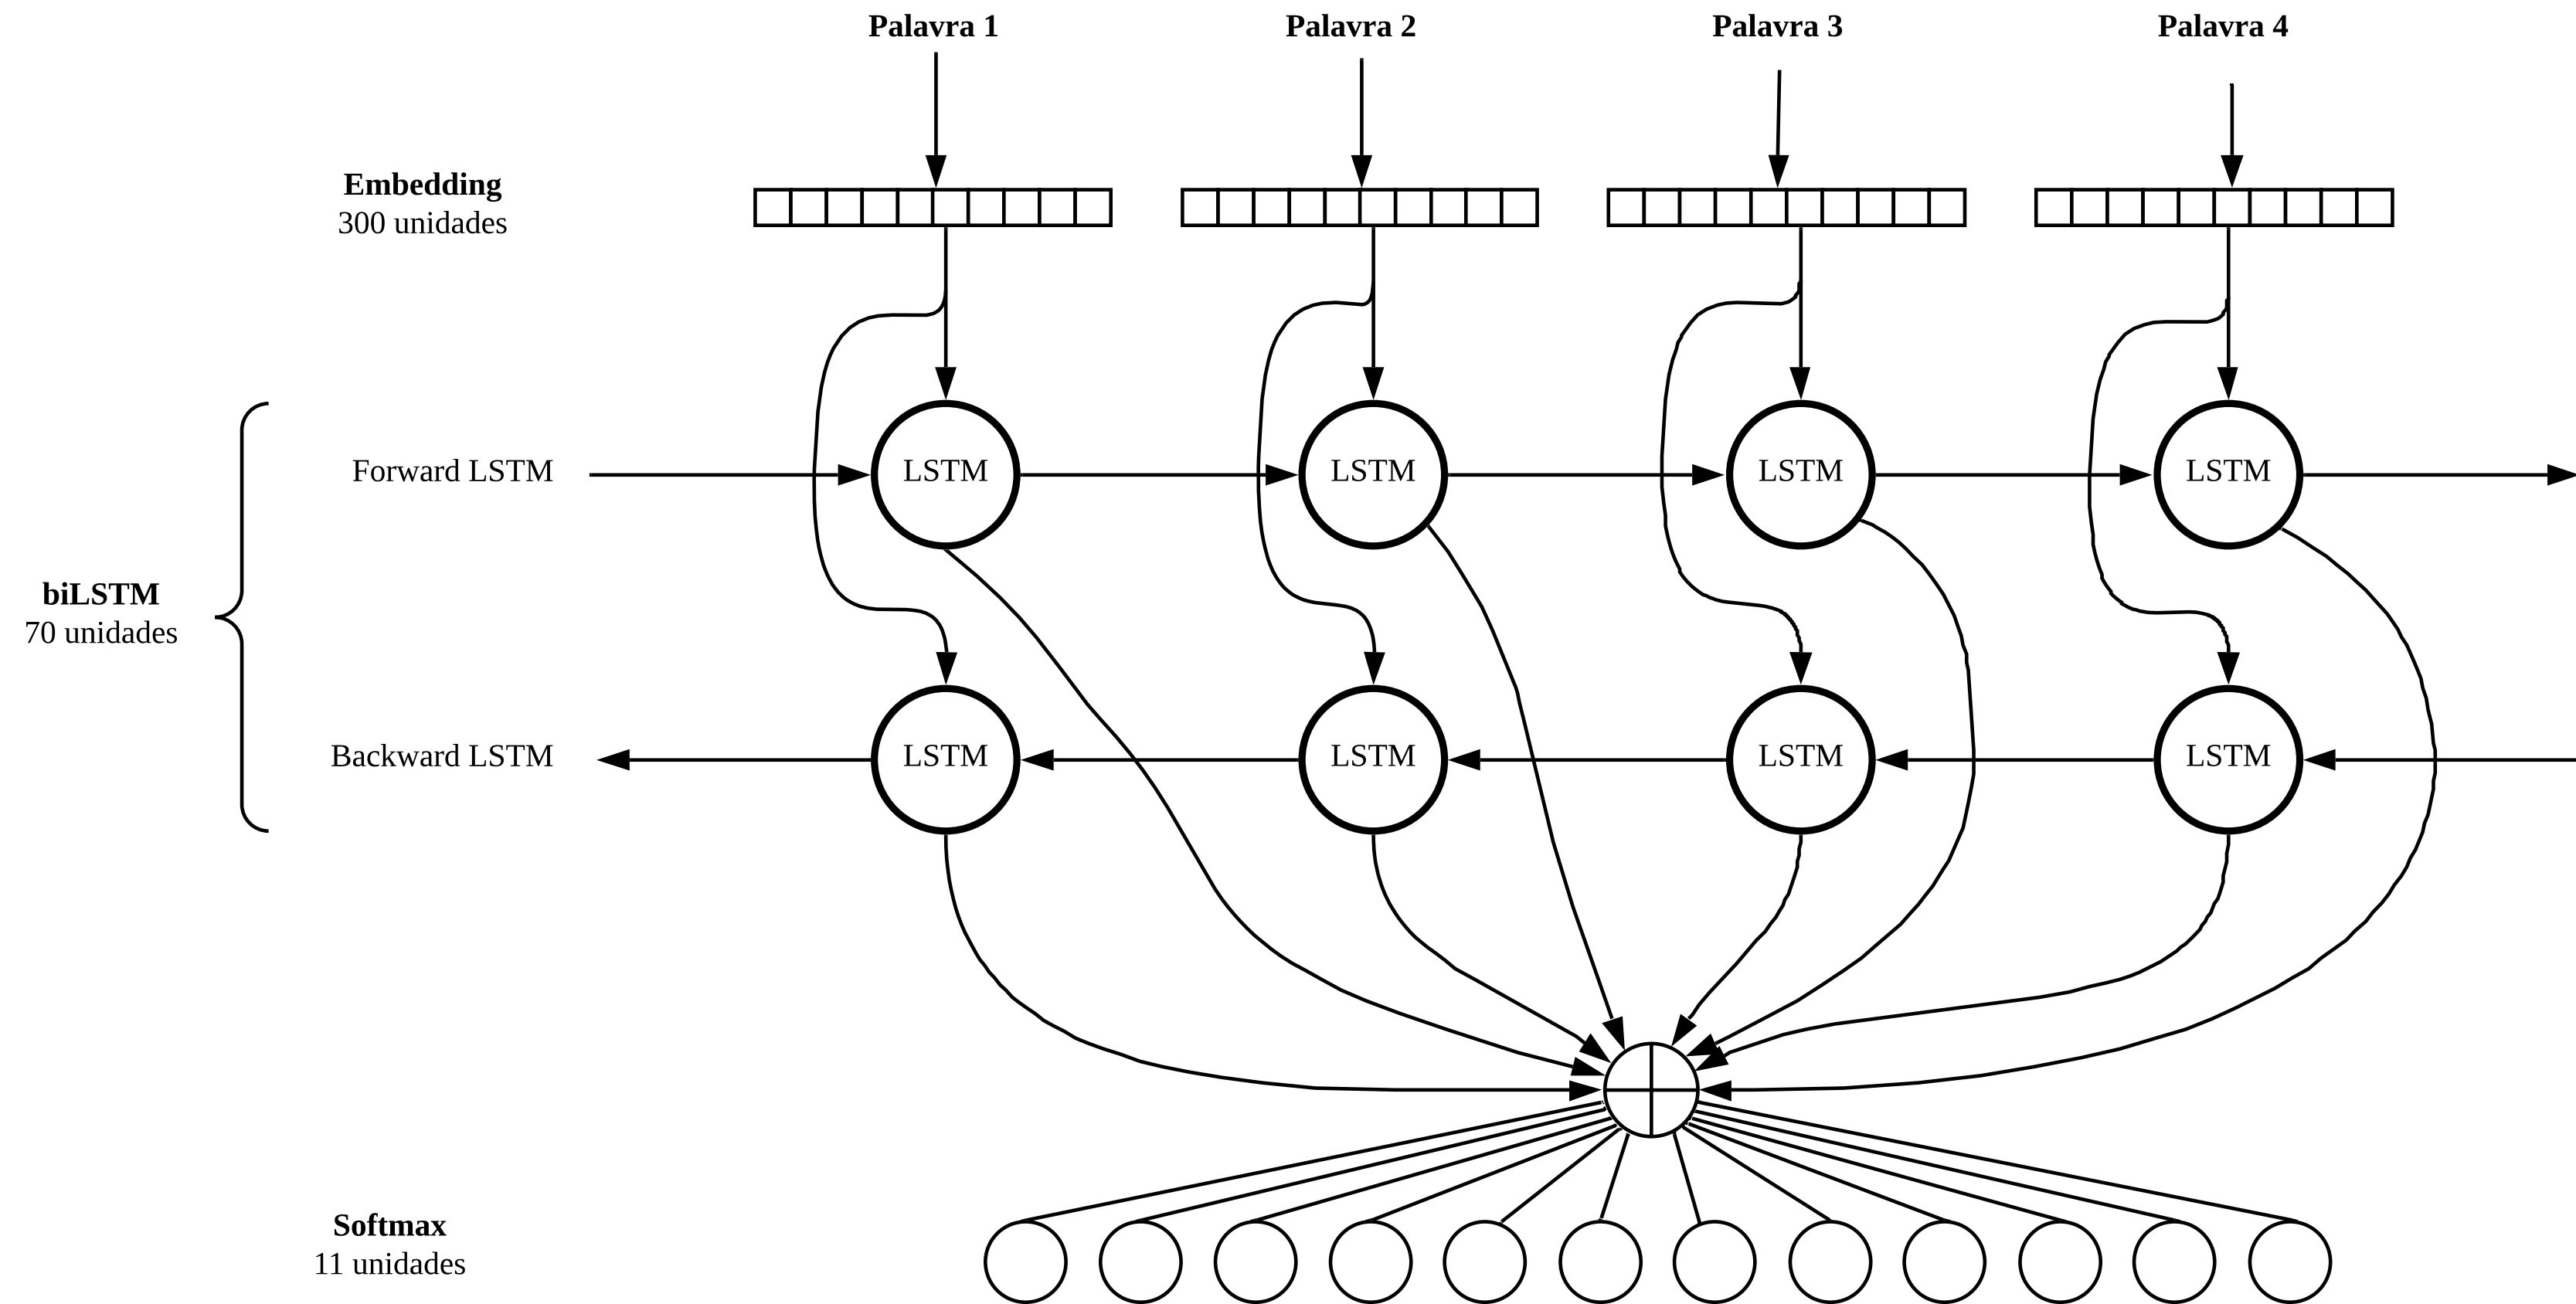 Palavra 1
Palavra 2
Palavra 3
Palavra 4
Embedding
300 unidades
Forward LSTM
LSTM
LSTM
LSTM
LSTM
biLSTM
70 unidades
Backward LSTM
LSTM
LSTM
LSTM
LSTM
Softmax
11 unidades